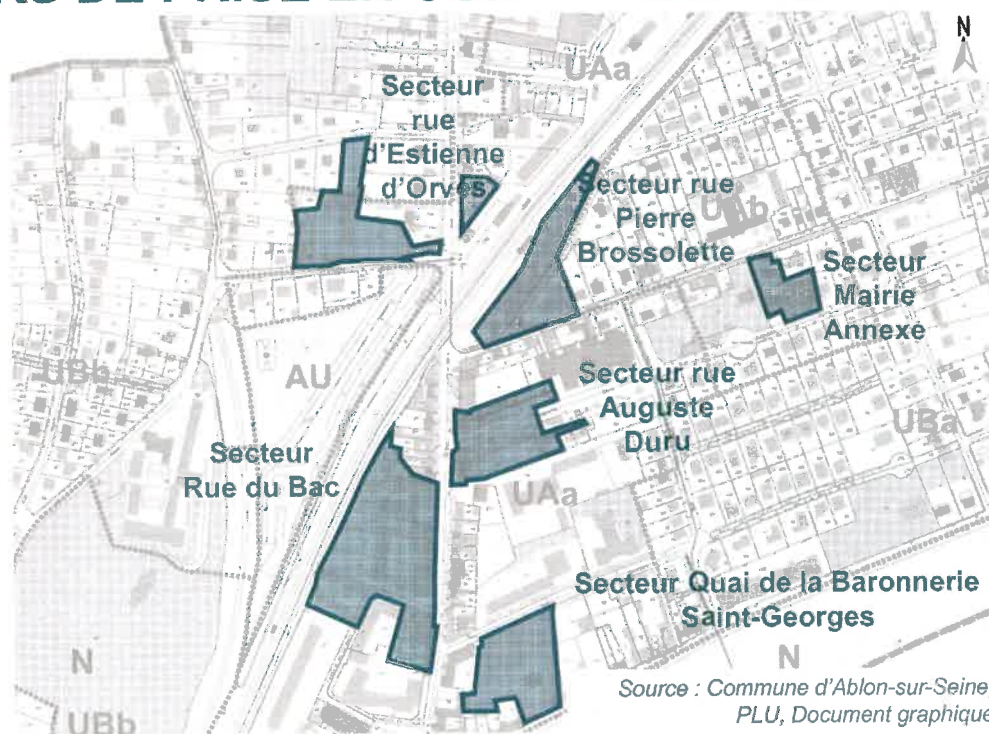 N
UAa
Secteur
rue
d'Estienne
d'Orves
Secteur rue
Pierre
Brossolette
UAb
Secteur
Mairie
Annexé
UBb
AU
Secteur rue
Auguste
Duru
UBa
Secteur
Rue du Bac
UAa
Secteur Quai de la Baronnerie
Saint-Georges
N
N
UBb
Source : Commune d'Ablon-sur-Seine,
PLU, Document graphique